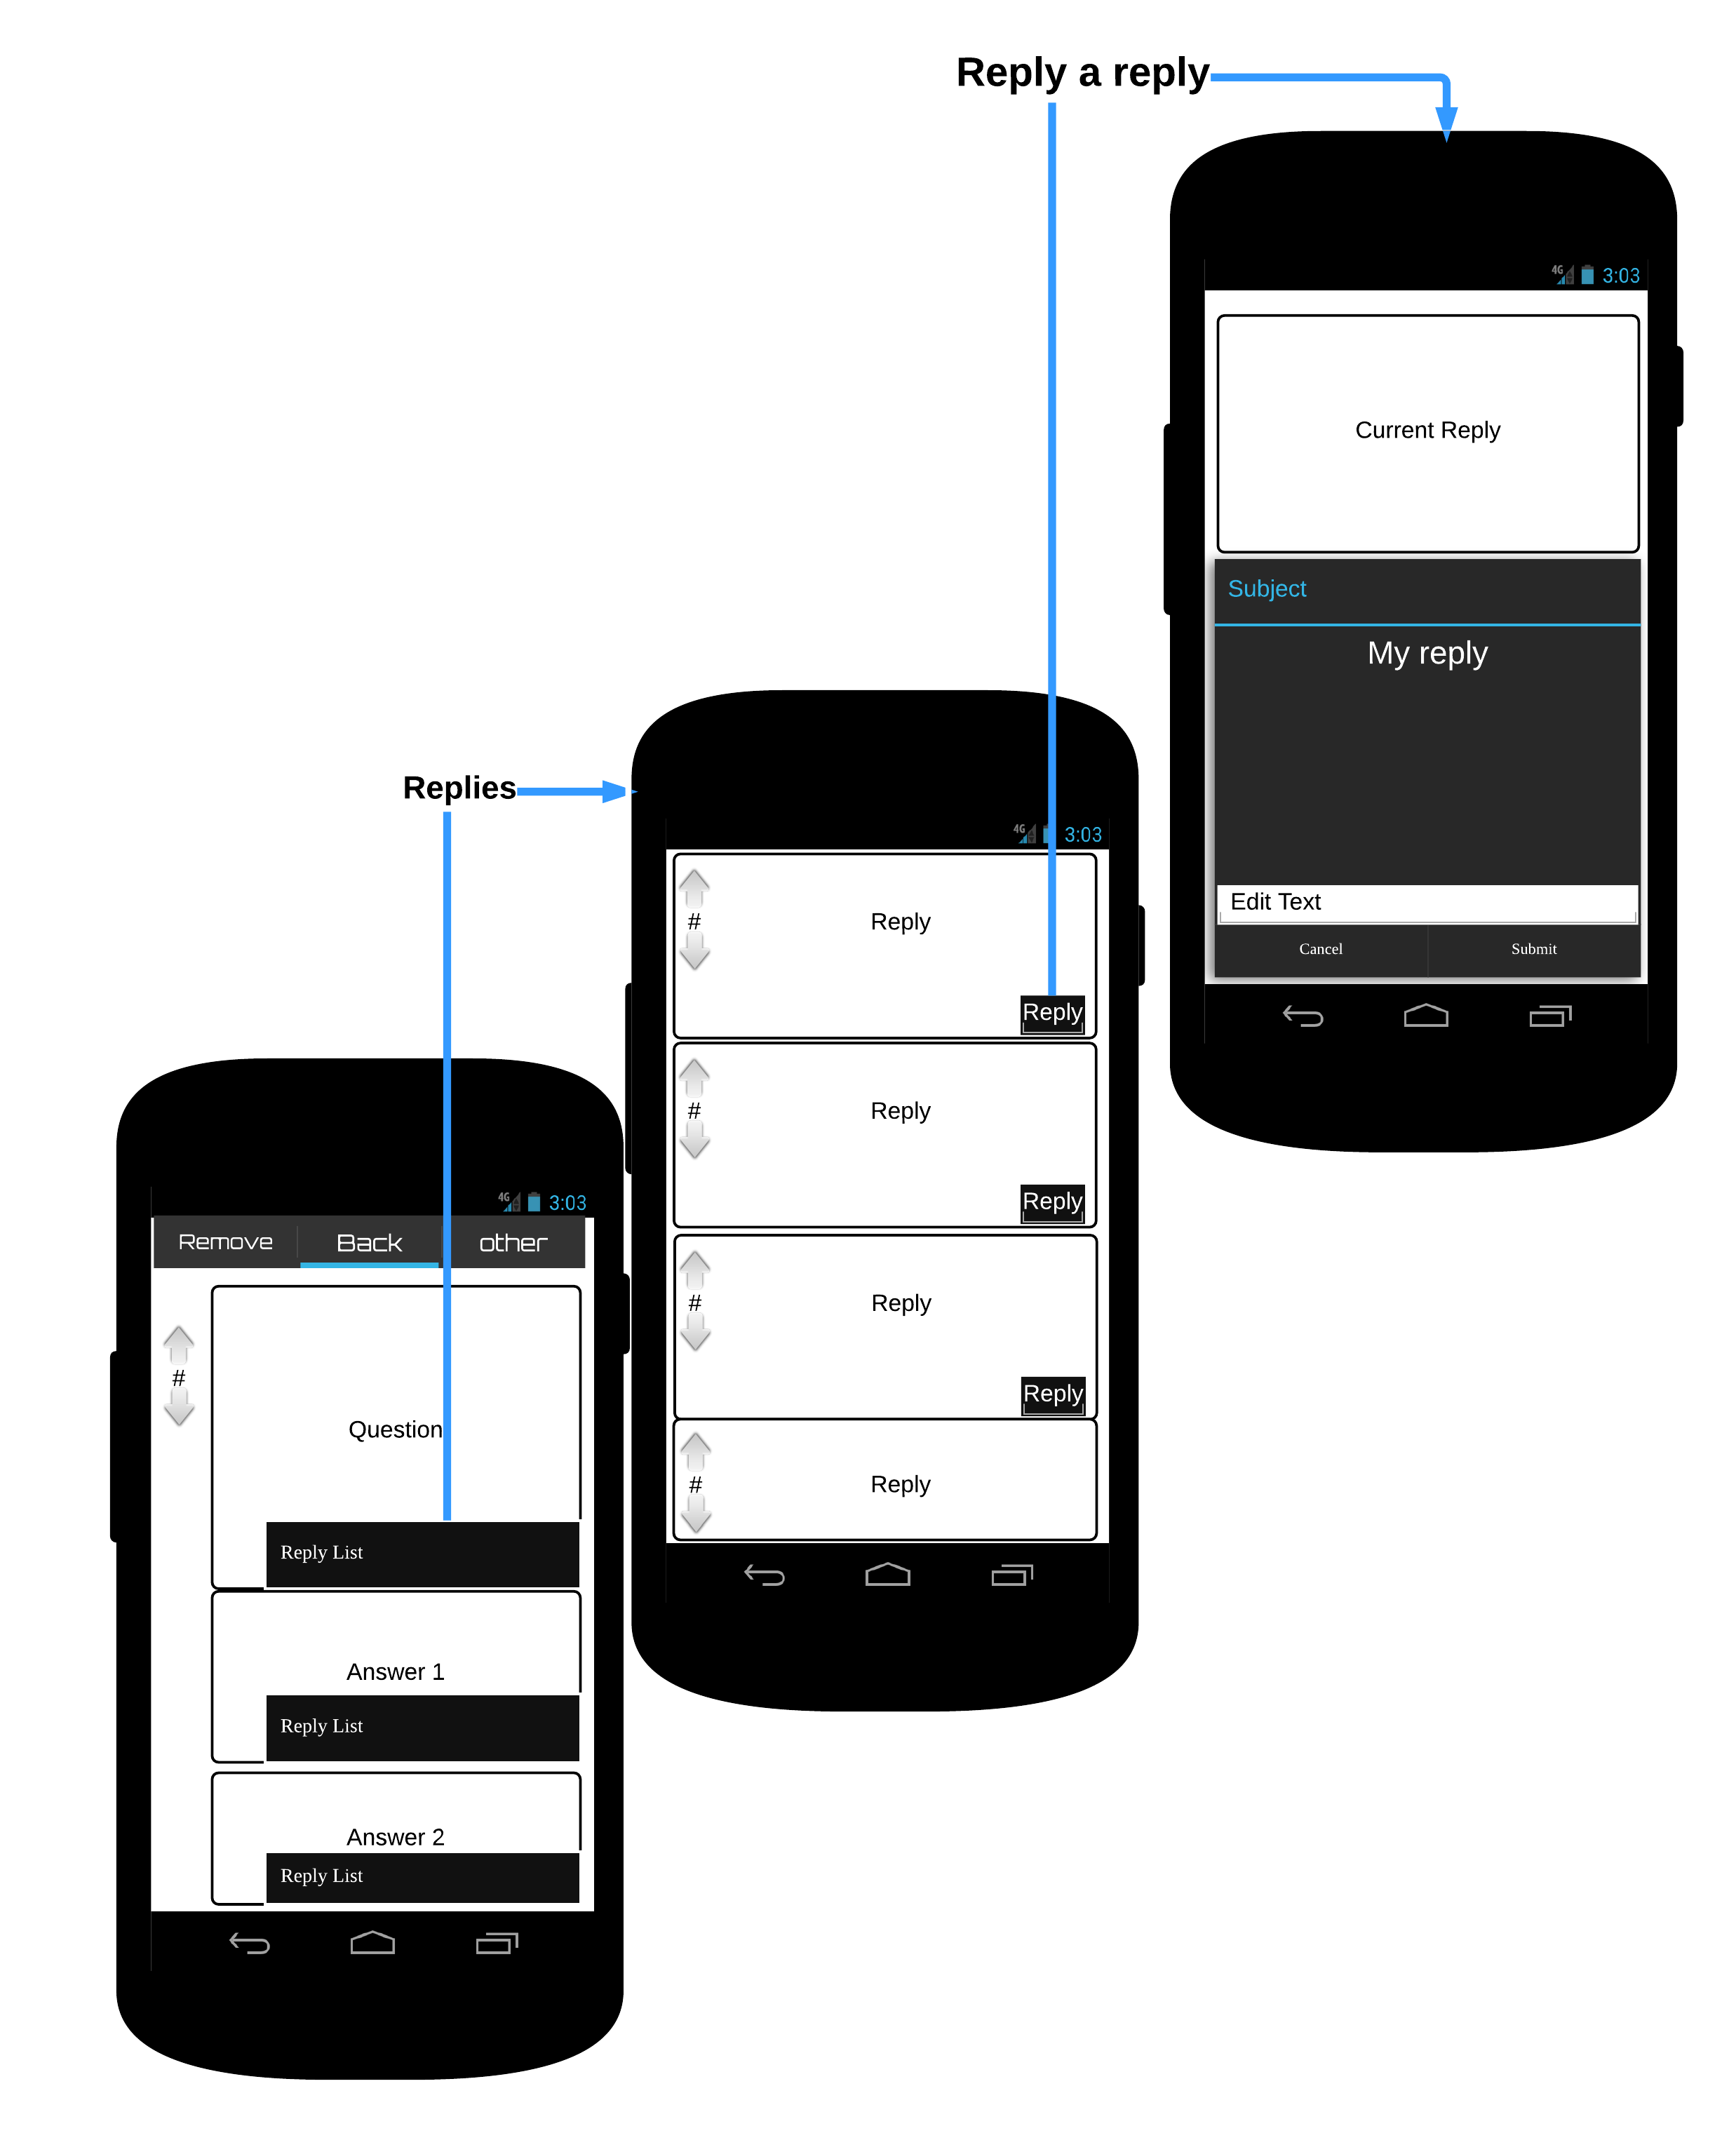 Reply a reply
4G 3:03
Current Reply
Subject
My reply
Edit Text
Cancel Submit
Replies
4G 3:03
#
Reply
Reply
#
Reply
Reply
#
Reply
Reply
#
Reply
4G 3:03
Remove Back other
#
Question
Reply List
Answer 1
Reply List
Answer 2
Reply List